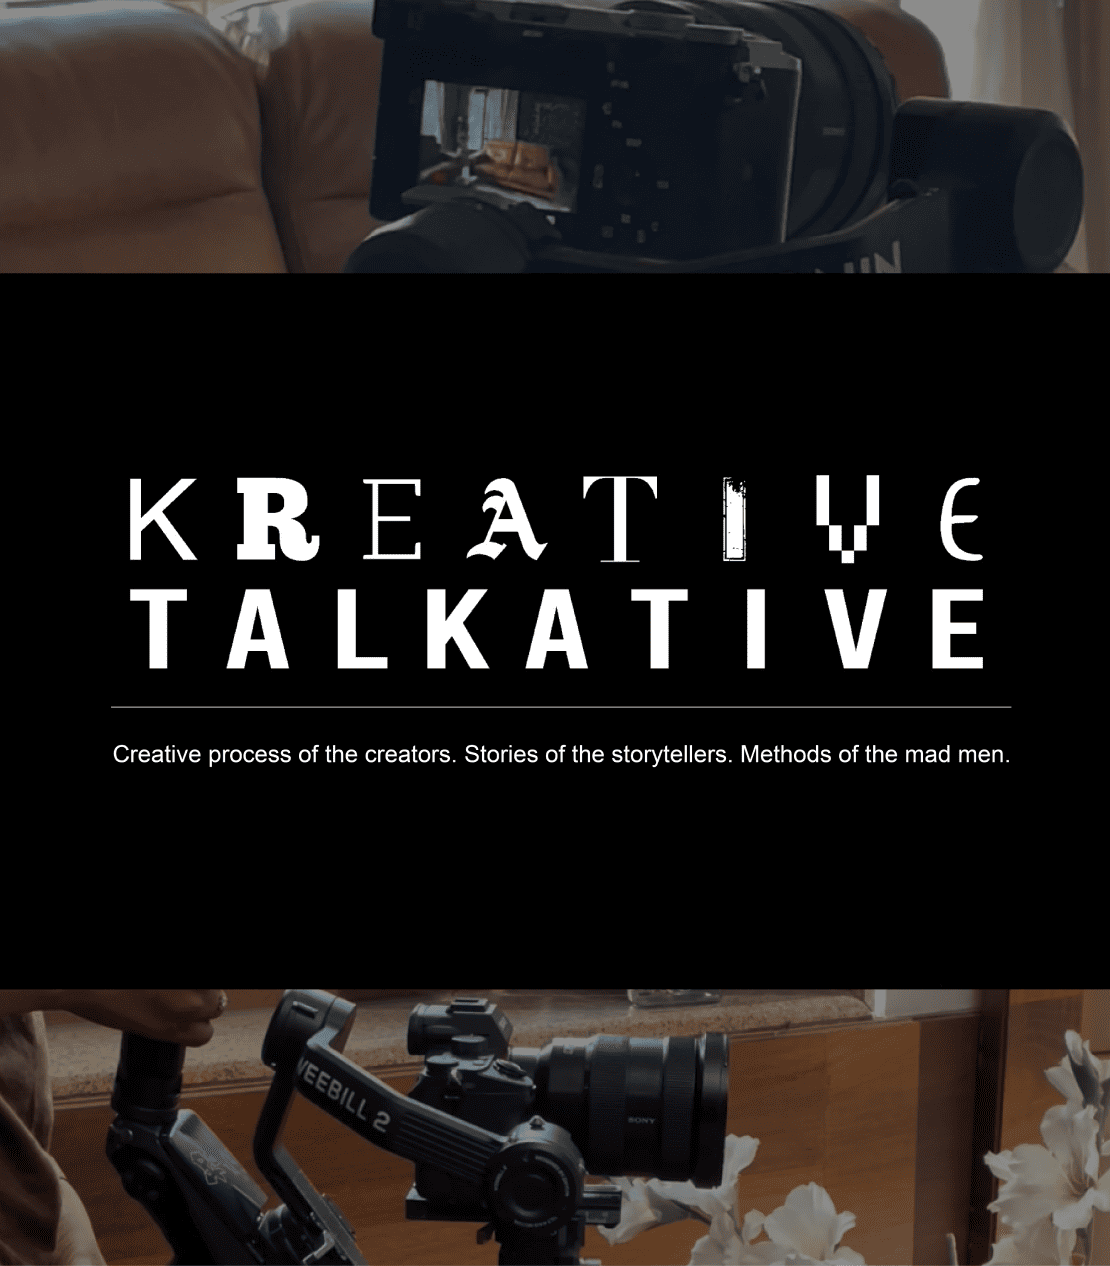 KREATIVE
TALKATIVE
Creative process of the creators. Stories of the storytellers. Methods of the mad men.
WEEBILL 2
SONY